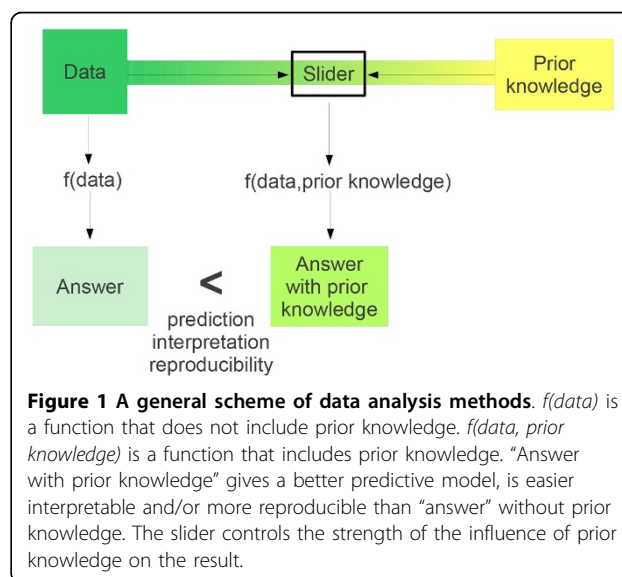 Data
Slider
Prior
knowledge
f(data)
f(data,prior knowledge)
Answer
<
Answer
with prior
knowledge
prediction
interpretation
reproducibility
Figure 1 A general scheme of data analysis methods. f(data) is
a function that does not include prior knowledge. f(data, prior
knowledge) is a function that includes prior knowledge. “Answer
with prior knowledge” gives a better predictive model, is easier
interpretable and/or more reproducible than “answer” without prior
knowledge. The slider controls the strength of the influence of prior
knowledge on the result.